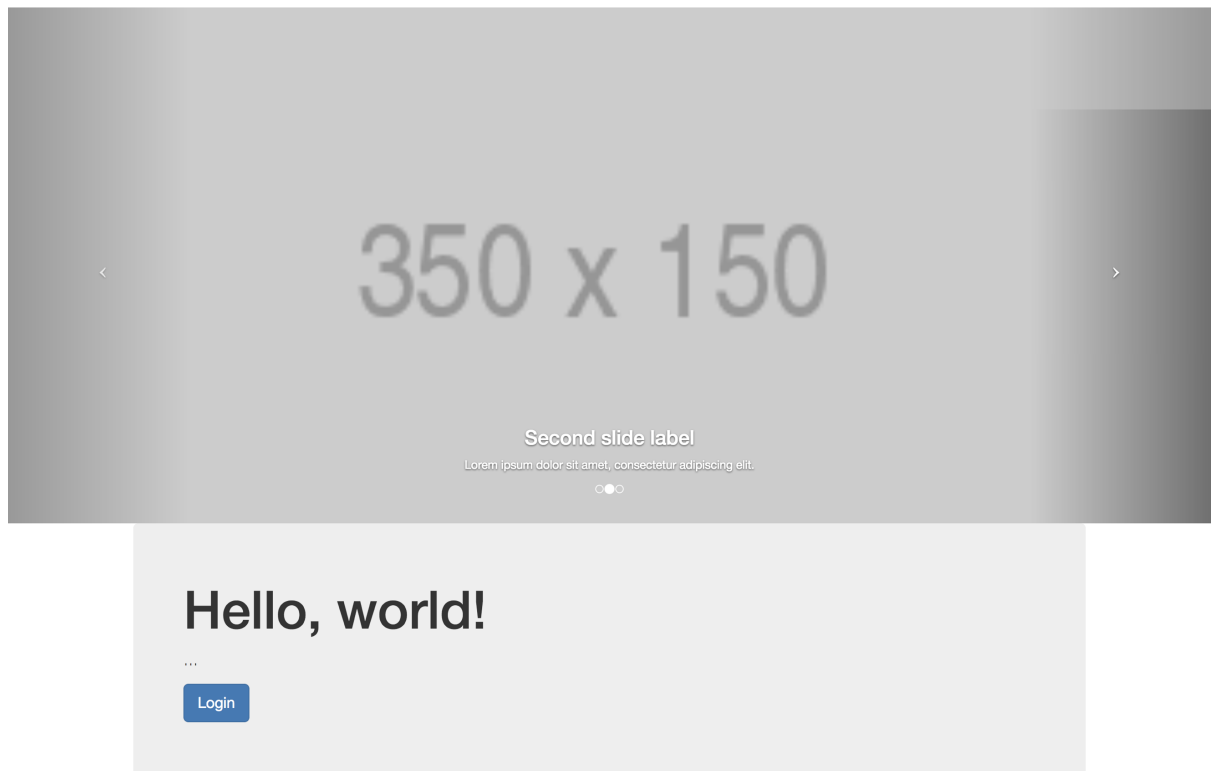 350 x 150
Second slide label
Lorem ipsum dolor sit amet, consectetur adipiscing elit.
Hello, world!
...
Login